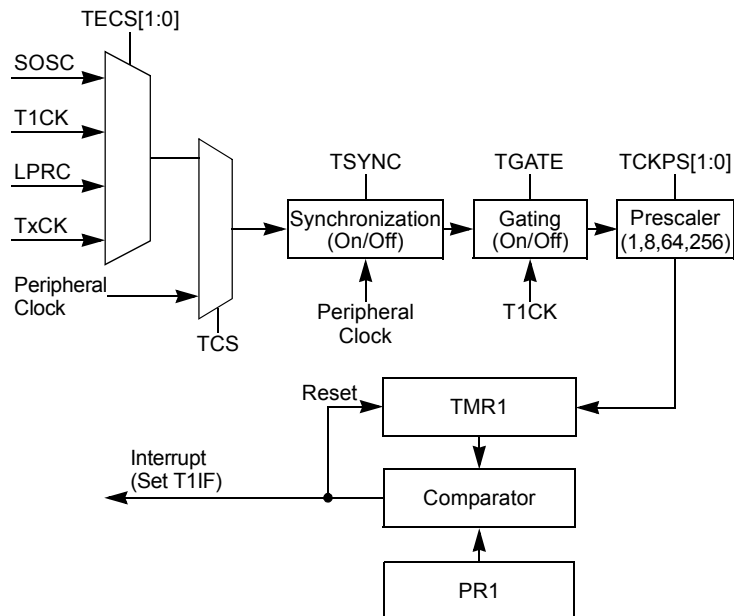 TECS[1:0]
SOSC
T1CK
LPRC
TxCK
Peripheral
Clock
TCS
TSYNC
Synchronization
(On/Off)
Peripheral
Clock
TGATE
Gating
(On/Off)
T1CK
TCKPS[1:0]
Prescaler
(1,8,64,256)
Reset
TMR1
Interrupt
(Set T1IF)
Comparator
PR1